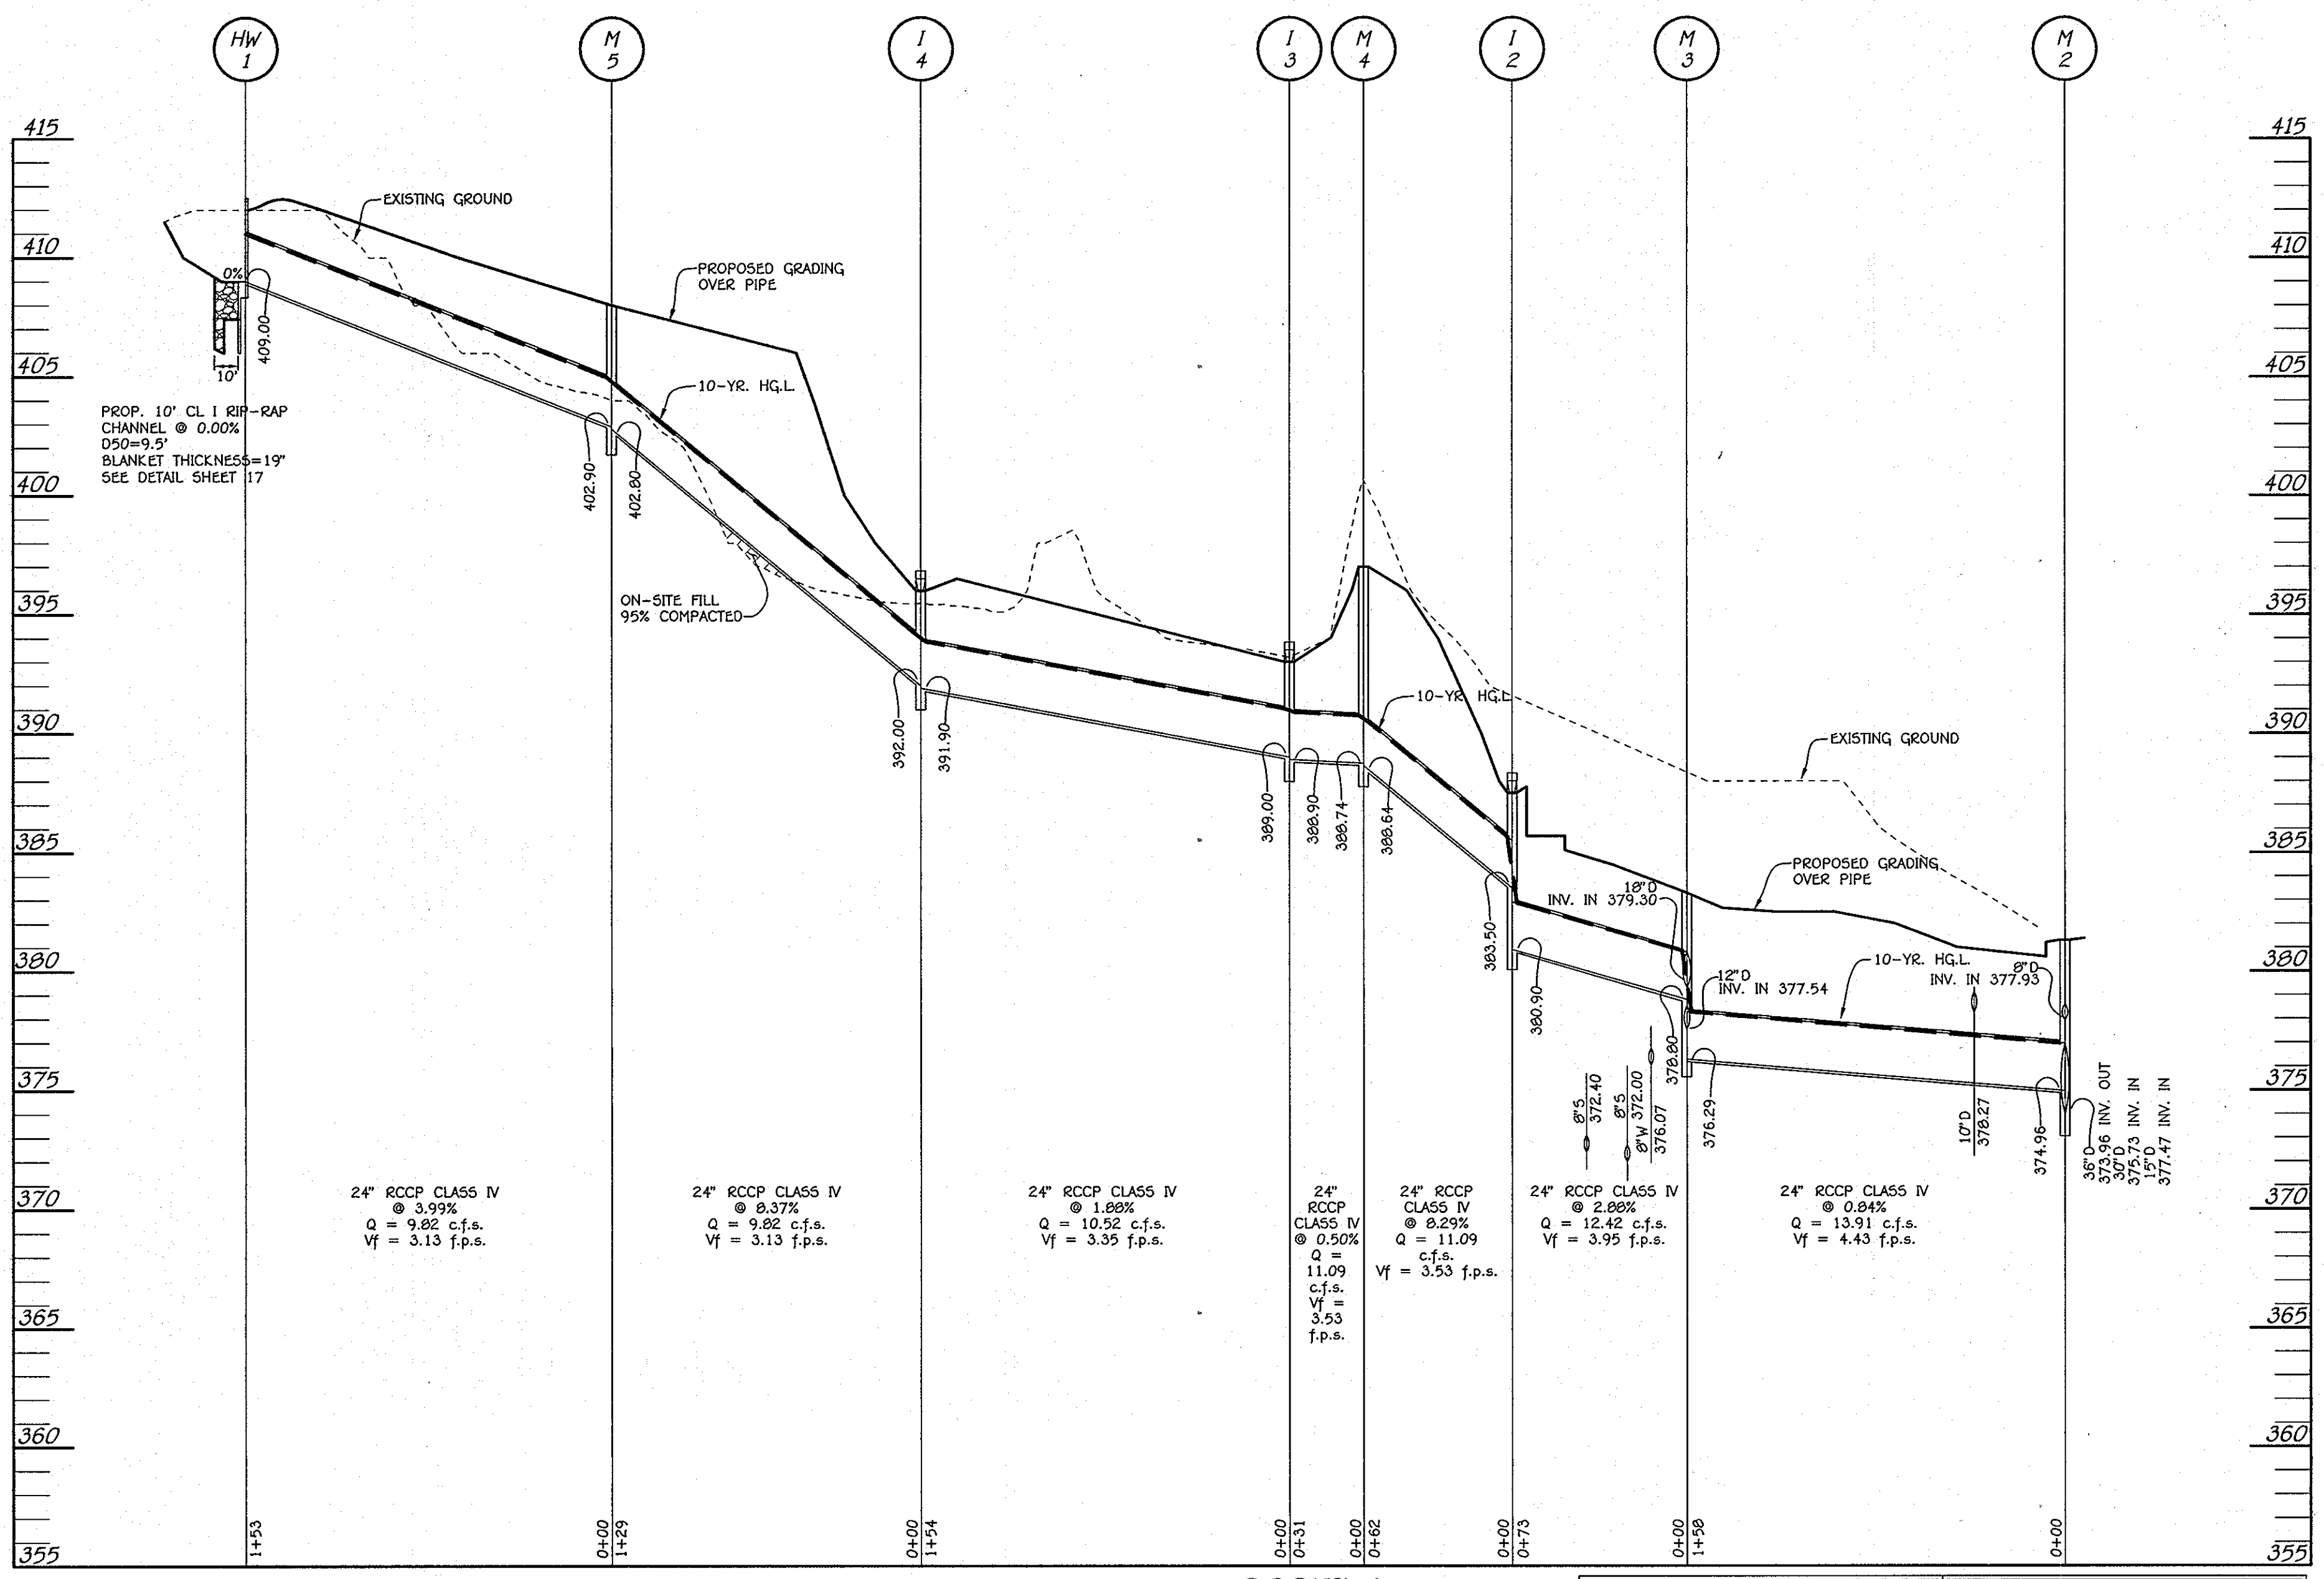 HW
1
M
5
I
4
I
3
M
4
I
2
M
3
M
2
415
415
410
410
405
405
400
400
395
395
390
390
385
385
380
380
375
375
370
370
365
365
360
360
355
355
EXISTING GROUND
PROPOSED GRADING
OVER PIPE
0%
409.00
10'
PROP. 10' CL I RIP-RAP
CHANNEL @ 0.00%
D50=9.5'
BLANKET THICKNESS=19"
SEE DETAIL SHEET 17
10-YR. H.G.L.
402.90
402.80
ON-SITE FILL
95% COMPACTED
392.00
391.90
389.00
388.90
388.74
388.64
10-YR. H.G.L
EXISTING GROUND
PROPOSED GRADING
OVER PIPE
18"D
INV. IN 379.30
383.50
380.90
12"D
INV. IN 377.54
10-YR. H.G.L.
8"D
INV. IN 377.93
8"S
372.40
8"S
372.00
8"W
376.07
378.80
376.29
10"D
378.27
374.96
36"D
373.96 INV. OUT
30"D
375.73 INV. IN
15"D
377.47 INV. IN
24" RCCP CLASS IV
@ 3.99%
Q = 9.82 c.f.s.
Vf = 3.13 f.p.s.
24" RCCP CLASS IV
@ 8.37%
Q = 9.82 c.f.s.
Vf = 3.13 f.p.s.
24" RCCP CLASS IV
@ 1.88%
Q = 10.52 c.f.s.
Vf = 3.35 f.p.s.
24"
RCCP
CLASS IV
@ 0.50%
Q =
11.09
c.f.s.
Vf =
3.53
f.p.s.
24" RCCP
CLASS IV
@ 8.29%
Q = 11.09
c.f.s.
Vf = 3.53 f.p.s.
24" RCCP CLASS IV
@ 2.88%
Q = 12.42 c.f.s.
Vf = 3.95 f.p.s.
24" RCCP CLASS IV
@ 0.84%
Q = 13.91 c.f.s.
Vf = 4.43 f.p.s.
1+53
0+00
1+29
0+00
1+54
0+00
0+31
0+00
0+62
0+00
0+73
0+00
1+58
0+00